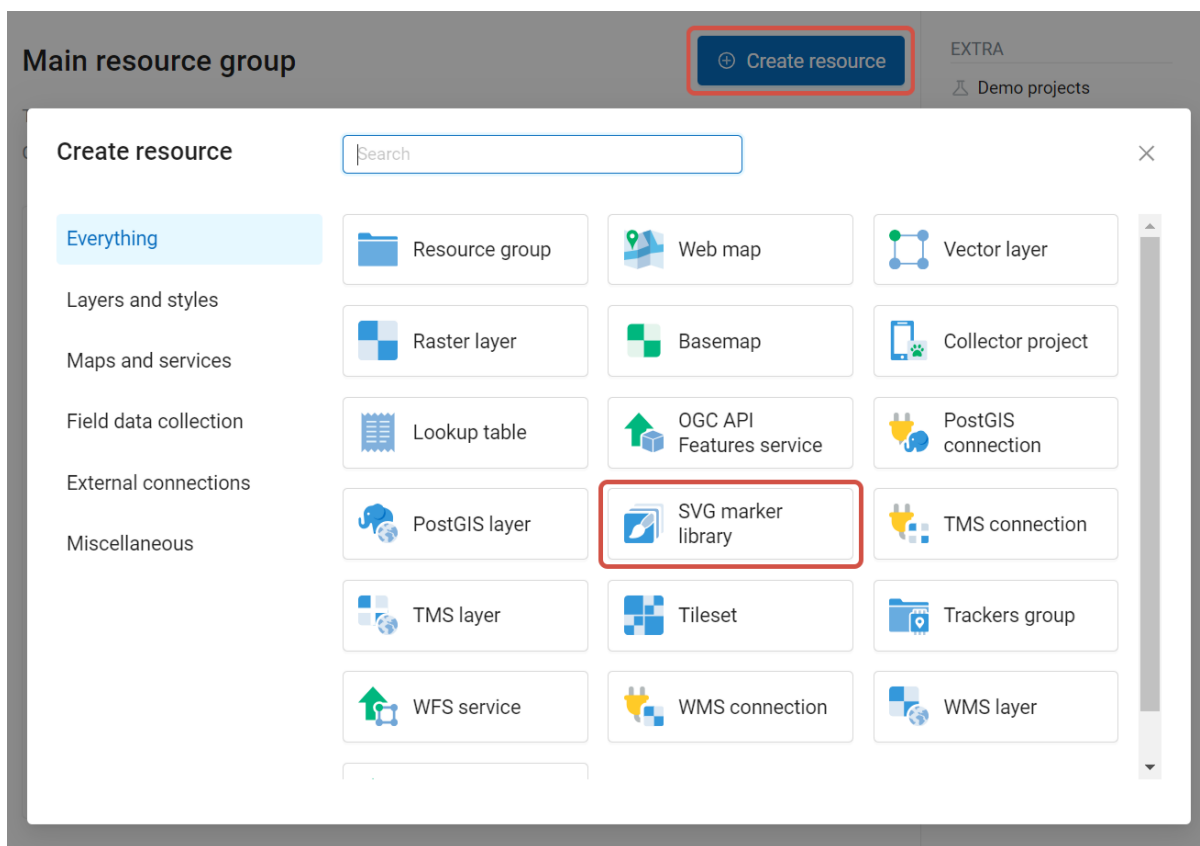 Main resource group
Create resource
EXTRA
Demo projects
Create resource
Search
Everything
Layers and styles
Maps and services
Field data collection
External connections
Miscellaneous
Resource group
Web map
Vector layer
Raster layer
Basemap
Collector project
Lookup table
OGC API
Features service
PostGIS
connection
PostGIS layer
SVG marker
library
TMS connection
TMS layer
Tileset
Trackers group
WFS service
WMS connection
WMS layer